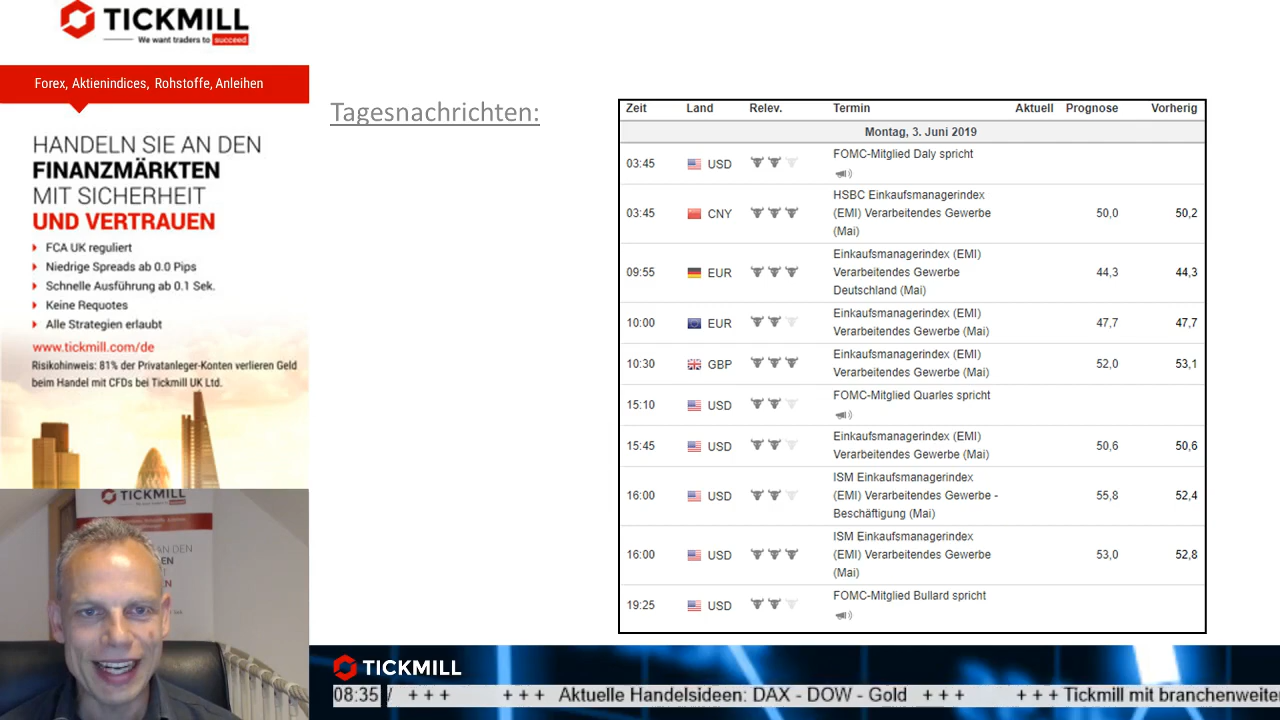 TICKMILL
We want traders to succeed
Forex, Aktienindices, Rohstoffe, Anleihen
HANDELN SIE AN DEN
FINANZMÄRKTEN
MIT SICHERHEIT
UND VERTRAUEN
FCA UK reguliert
Niedrige Spreads ab 0.0 Pips
Schnelle Ausführung ab 0.1 Sek.
Keine Requotes
Alle Strategien erlaubt
www.tickmill.com/de
Risikohinweis: 81% der Privatanleger-Konten verlieren Geld
beim Handel mit CFDs bei Tickmill UK Ltd.
TICKMILL
Tagesnachrichten:
Zeit Land Relev. Termin Aktuell Prognose Vorherig
Montag, 3. Juni 2019
03:45 USD FOMC-Mitglied Daly spricht
03:45 CNY HSBC Einkaufsmanagerindex
(EMI) Verarbeitendes Gewerbe 50,0 50,2
(Mai)
09:55 EUR Einkaufsmanagerindex (EMI)
Verarbeitendes Gewerbe 44,3 44,3
Deutschland (Mai)
10:00 EUR Einkaufsmanagerindex (EMI)
Verarbeitendes Gewerbe (Mai) 47,7 47,7
10:30 GBP Einkaufsmanagerindex (EMI)
Verarbeitendes Gewerbe (Mai) 52,0 53,1
15:10 USD FOMC-Mitglied Quarles spricht
15:45 USD Einkaufsmanagerindex (EMI)
Verarbeitendes Gewerbe (Mai) 50,6 50,6
16:00 USD ISM Einkaufsmanagerindex
(EMI) Verarbeitendes Gewerbe - 55,8 52,4
Beschäftigung (Mai)
16:00 USD ISM Einkaufsmanagerindex
(EMI) Verarbeitendes Gewerbe 53,0 52,8
(Mai)
19:25 USD FOMC-Mitglied Bullard spricht
TICKMILL
08:35 / + + + + + + Aktuelle Handelsideen: DAX - DOW - Gold + + + + + + Tickmill mit branchenweite